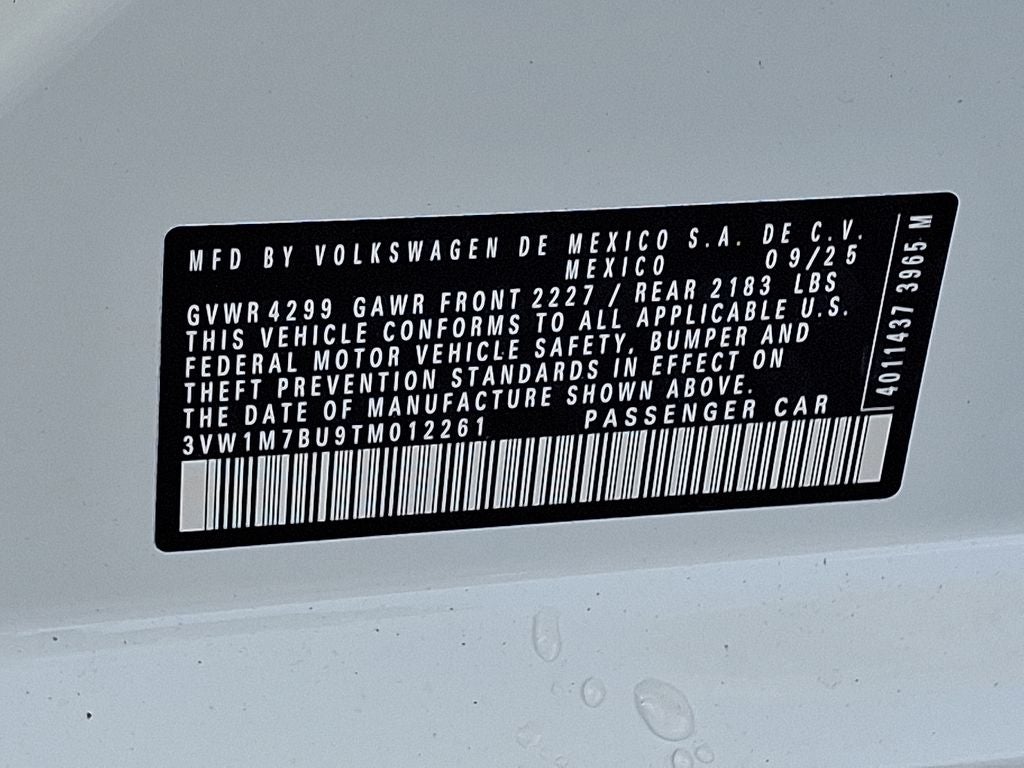 MFD BY VOLKSWAGEN DE MEXICO S.A. DE C.V.
MEXICO 09/25
GVWR 4299 GAWR FRONT 2227 / REAR 2183 LBS
THIS VEHICLE CONFORMS TO ALL APPLICABLE U.S.
FEDERAL MOTOR VEHICLE SAFETY, BUMPER AND
THEFT PREVENTION STANDARDS IN EFFECT ON
THE DATE OF MANUFACTURE SHOWN ABOVE.
3VW1M7BU9TM012261 PASSENGER CAR
4011437 3965 M